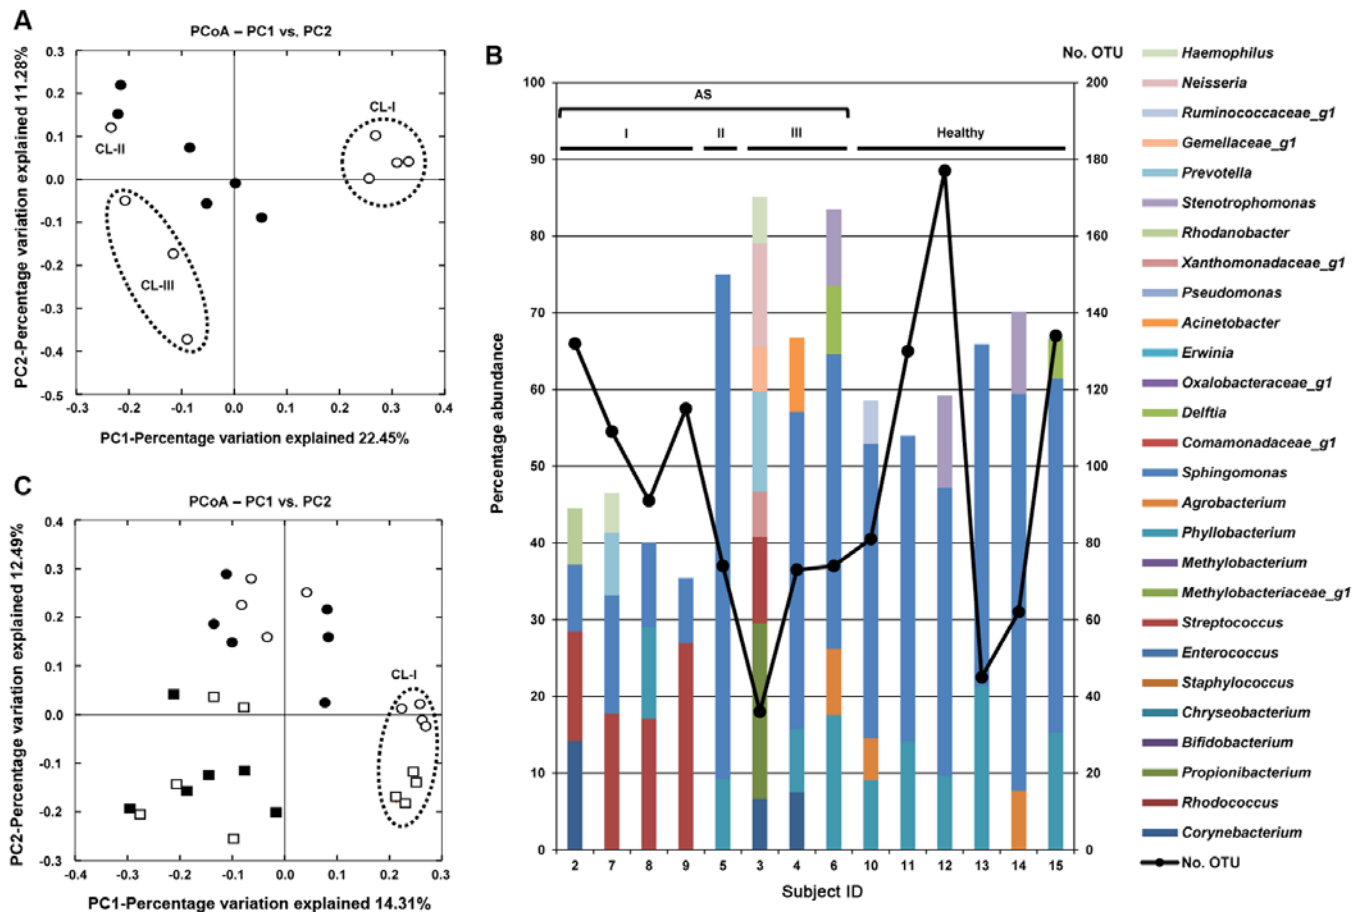 A
PCoA – PC1 vs. PC2
PC2-Percentage variation explained 11.28%
0.3
0.2
0.1
0.0
-0.1
-0.2
-0.3
-0.4
-0.5
CL-I
CL-II
CL-III
-0.3 -0.2 -0.1 0.0 0.1 0.2 0.3 0.4
PC1-Percentage variation explained 22.45%
C
PCoA – PC1 vs. PC2
PC2-Percentage variation explained 12.49%
0.4
0.3
0.2
0.1
0.0
-0.1
-0.2
-0.3
CL-I
-0.4 -0.3 -0.2 -0.1 0.0 0.1 0.2 0.3
PC1-Percentage variation explained 14.31%
B
No. OTU
Percentage abundance
100
90
80
70
60
50
40
30
20
10
0
AS
I II III Healthy
200
180
160
140
120
100
80
60
40
20
0
2 7 8 9 5 3 4 6 10 11 12 13 14 15
Subject ID
Haemophilus
Neisseria
Ruminococcaceae_g1
Gemellaceae_g1
Prevotella
Stenotrophomonas
Rhodanobacter
Xanthomonadaceae_g1
Pseudomonas
Acinetobacter
Erwinia
Oxalobacteraceae_g1
Delftia
Comamonadaceae_g1
Sphingomonas
Agrobacterium
Phyllobacterium
Methylobacterium
Methylobacteriaceae_g1
Streptococcus
Enterococcus
Staphylococcus
Chryseobacterium
Bifidobacterium
Propionibacterium
Rhodococcus
Corynebacterium
No. OTU